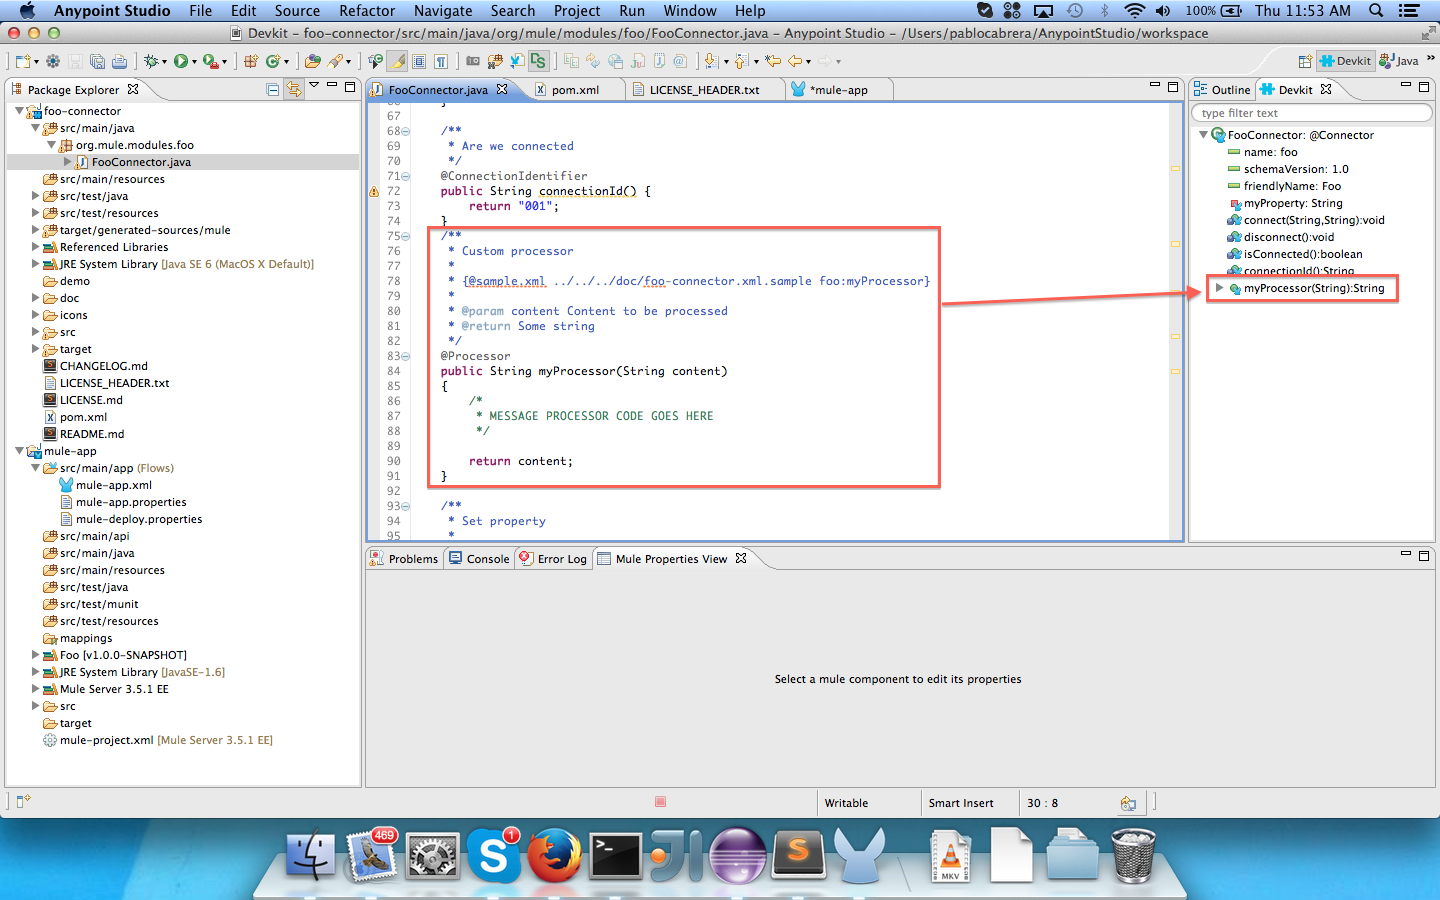 Anypoint Studio File Edit Source Refactor Navigate Search Project Run Window Help 100% Thu 11:53 AM
Devkit – foo-connector/src/main/java/org/mule/modules/foo/FooConnector.java – Anypoint Studio – /Users/pablocabrera/AnypointStudio/workspace
Devkit Java »
Package Explorer
foo-connector
src/main/java
org.mule.modules.foo
FooConnector.java
src/main/resources
src/test/java
src/test/resources
target/generated-sources/mule
Referenced Libraries
JRE System Library [Java SE 6 (MacOS X Default)]
demo
doc
icons
src
target
CHANGELOG.md
LICENSE_HEADER.txt
LICENSE.md
pom.xml
README.md
mule-app
src/main/app (Flows)
mule-app.xml
mule-app.properties
mule-deploy.properties
src/main/api
src/main/java
src/main/resources
src/test/java
src/test/munit
src/test/resources
mappings
Foo [v1.0.0-SNAPSHOT]
JRE System Library [JavaSE-1.6]
Mule Server 3.5.1 EE
src
target
mule-project.xml [Mule Server 3.5.1 EE]
FooConnector.java pom.xml LICENSE_HEADER.txt *mule-app
66 }
67
68 /**
69 * Are we connected
70 */
71 @ConnectionIdentifier
72 public String connectionId() {
73 return "001";
74 }
75 /**
76 * Custom processor
77 *
78 * {@sample.xml ../../../doc/foo-connector.xml.sample foo:myProcessor}
79 *
80 * @param content Content to be processed
81 * @return Some string
82 */
83 @Processor
84 public String myProcessor(String content)
85 {
86 /*
87 * MESSAGE PROCESSOR CODE GOES HERE
88 */
89
90 return content;
91 }
92
93 /**
94 * Set property
95 *
Outline Devkit
type filter text
FooConnector: @Connector
name: foo
schemaVersion: 1.0
friendlyName: Foo
myProperty: String
connect(String,String):void
disconnect():void
isConnected():boolean
connectionId():String
myProcessor(String):String
Problems Console Error Log Mule Properties View
Select a mule component to edit its properties
Writable Smart Insert 30 : 8
469
S 1
>_
JI
S
MKV